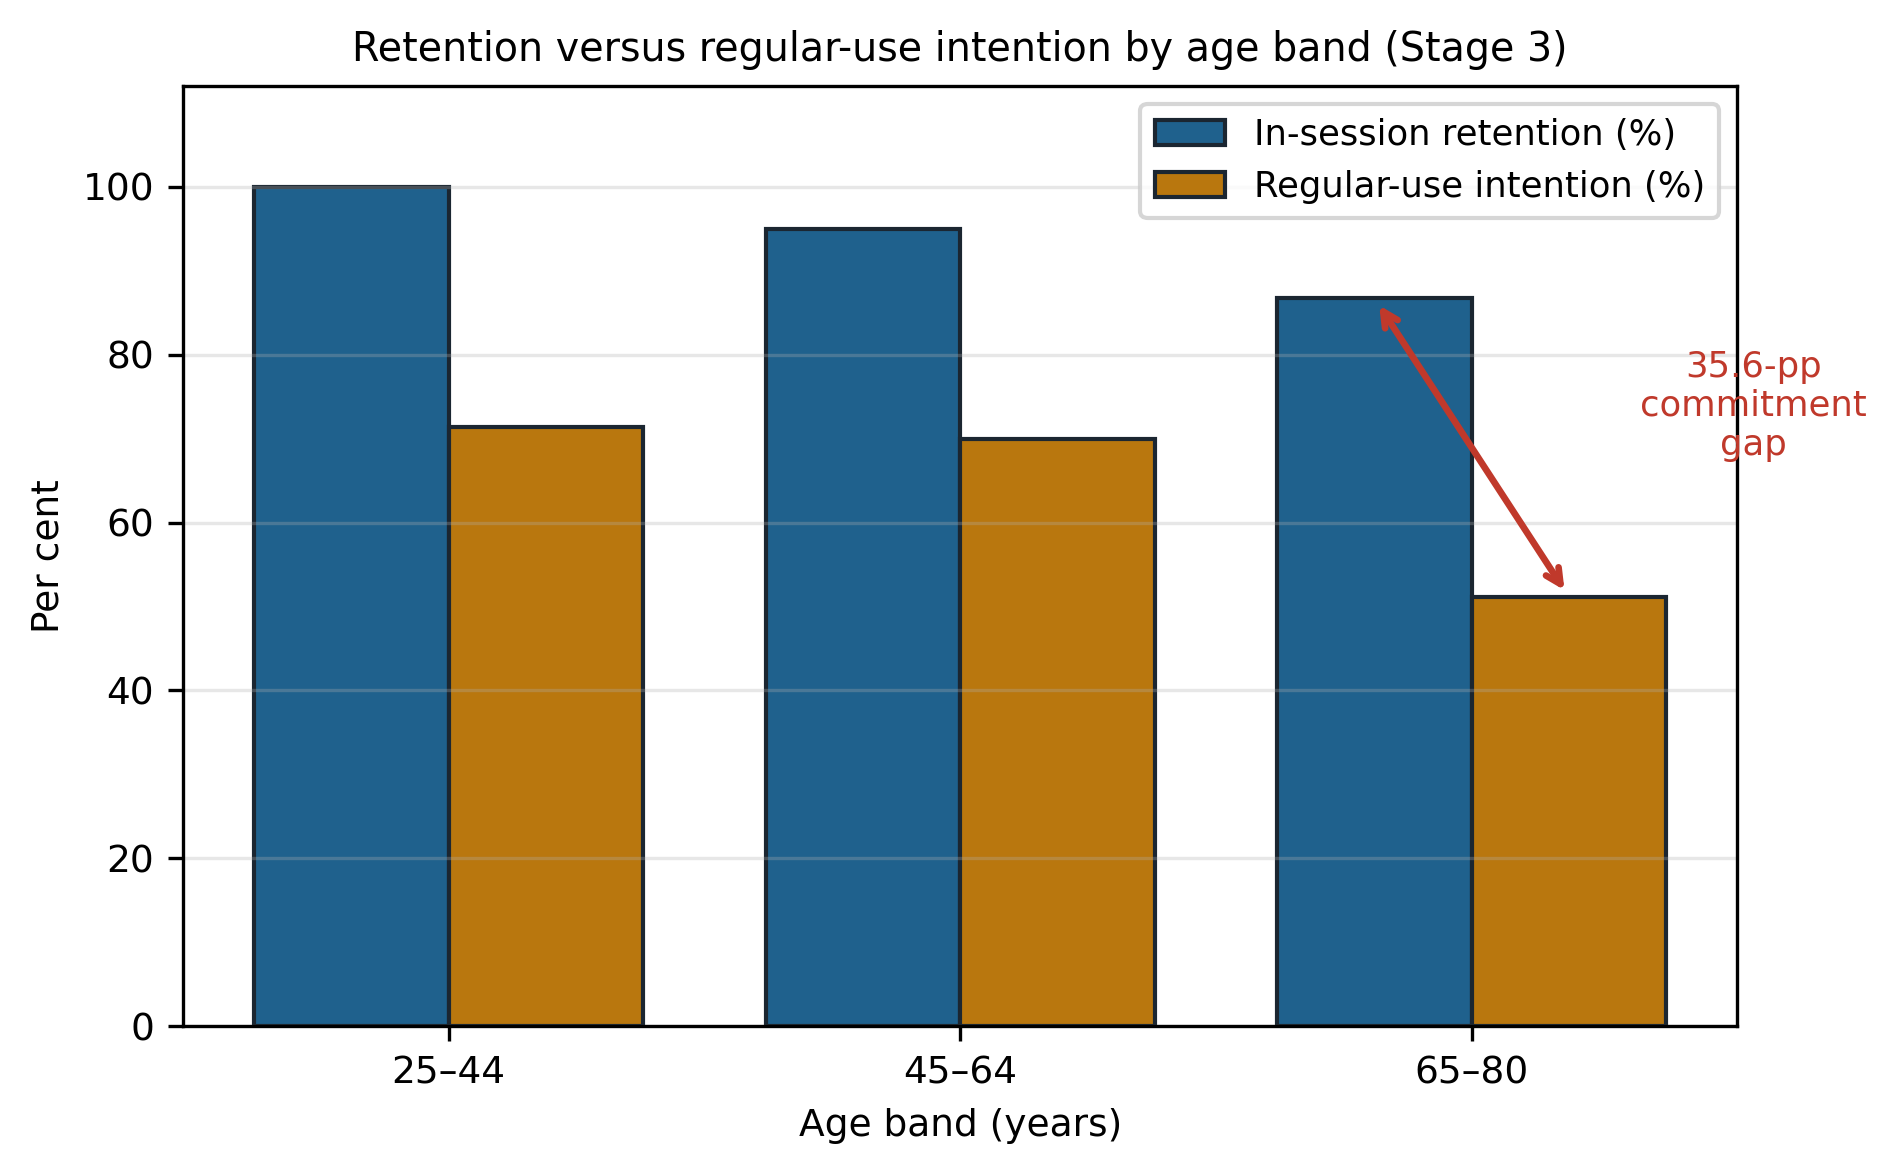 Retention versus regular-use intention by age band (Stage 3)
In-session retention (%)
Regular-use intention (%)
100
80
60
40
20
0
Per cent
35.6-pp
commitment
gap
25–44
45–64
65–80
Age band (years)